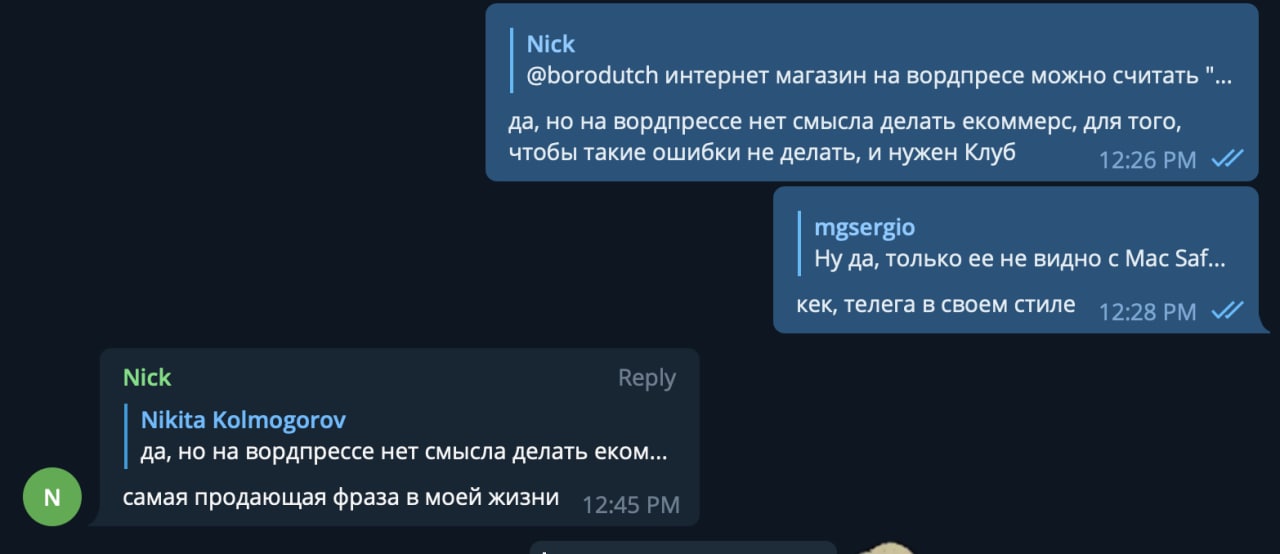 Nick
@borodutch интернет магазин на вордпресе можно считать "...
да, но на вордпрессе нет смысла делать екоммерс, для того,
чтобы такие ошибки не делать, и нужен Клуб
12:26 PM
mgsergio
Ну да, только ее не видно с Mac Saf...
кек, телега в своем стиле
12:28 PM
Nick
Reply
Nikita Kolmogorov
да, но на вордпрессе нет смысла делать еком...
N
самая продающая фраза в моей жизни
12:45 PM